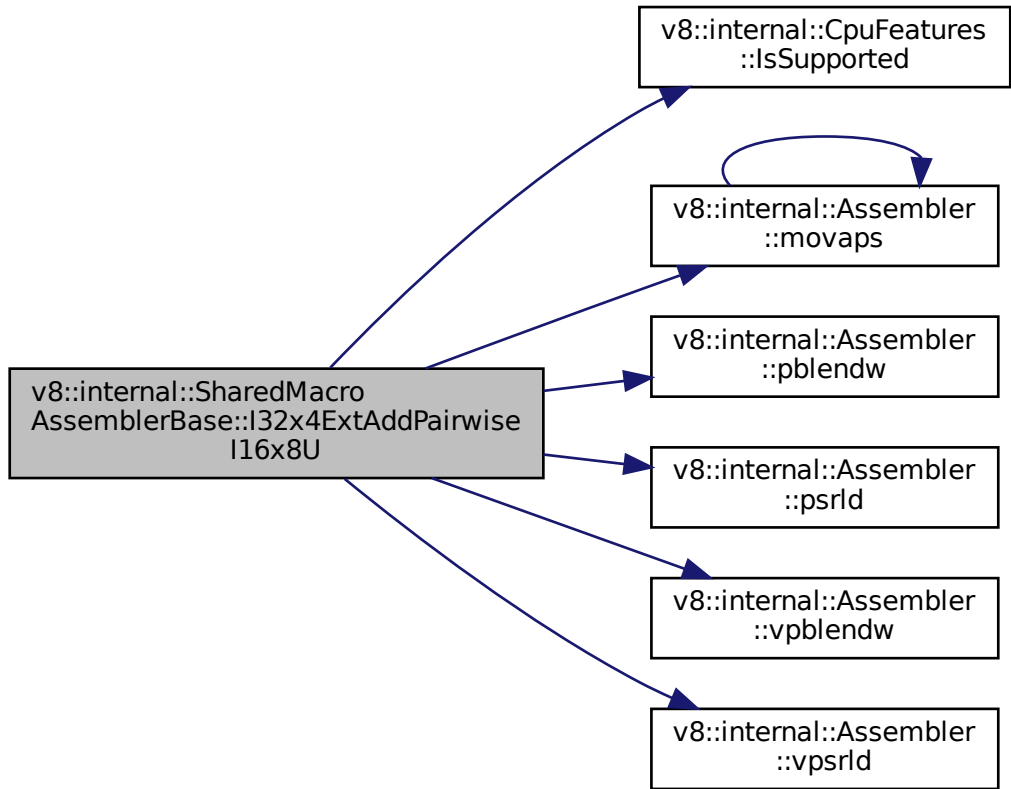 v8::internal::CpuFeatures
::IsSupported
v8::internal::Assembler
::movaps
v8::internal::Assembler
::pblendw
v8::internal::SharedMacro
AssemblerBase::I32x4ExtAddPairwise
I16x8U
v8::internal::Assembler
::psrld
v8::internal::Assembler
::vpblendw
v8::internal::Assembler
::vpsrld